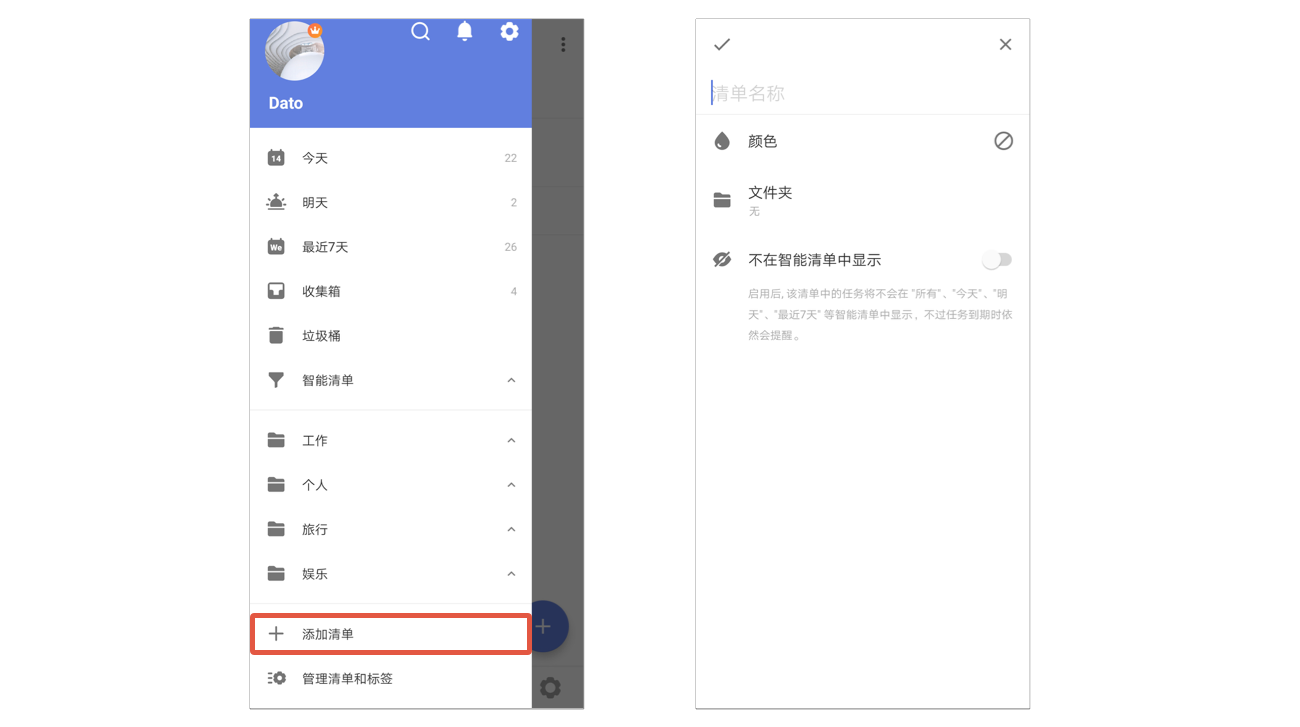 Dato
14 今天 22
明天 2
We 最近7天 26
收集箱 4
垃圾桶
智能清单
工作
个人
旅行
娱乐
添加清单
管理清单和标签
清单名称
颜色
文件夹
无
不在智能清单中显示
启用后, 该清单中的任务将不会在 "所有"、"今天"、"明
天"、"最近7天" 等智能清单中显示 , 不过任务到期时依
然会提醒。